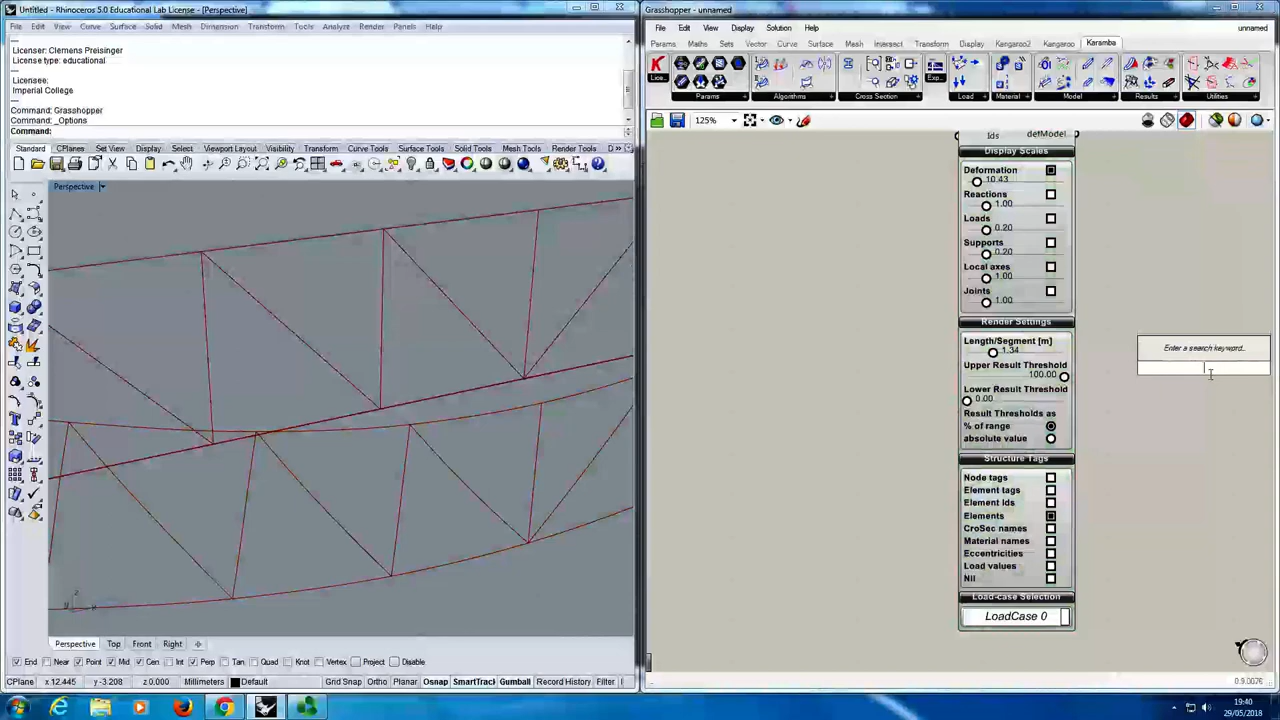 Untitled - Rhinoceros 5.0 Educational Lab License - [Perspective]
File Edit View Curve Surface Solid Mesh Dimension Transform Tools Analyze Render Panels Help
Licenser: Clemens Preisinger
License type: educational
---
Licensee:
Imperial College
---
Command: Grasshopper
Command: _Options
Command:
Standard CPlanes Set View Display Select Viewport Layout Visibility Transform Curve Tools Surface Tools Solid Tools Mesh Tools Render Tools D »
Perspective
z
Perspective Top Front Right
End Near Point Mid Cen Int Perp Tan Quad Knot Vertex Project Disable
CPlane x 12.445 y -3.208 z 0.000 Millimeters Default Grid Snap Ortho Planar Osnap SmartTrack Gumball Record History Filter
Grasshopper - unnamed
File Edit View Display Solution Help unnamed
Params Maths Sets Vector Curve Surface Mesh Intersect Transform Display Kangaroo2 Kangaroo Karamba
Lice... Exp...
Params Algorithms Cross Section Load Material Model Results Utilities
125%
Ids defModel
Display Scales
Deformation
10.43
Reactions
1.00
Loads
0.20
Supports
0.20
Local axes
1.00
Joints
1.00
Render Settings
Length/Segment [m]
1.34
Upper Result Threshold
100.00
Lower Result Threshold
0.00
Result Thresholds as
% of range
absolute value
Structure Tags
Node tags
Element tags
Element Ids
Elements
CroSec names
Material names
Eccentricities
Load values
NII
Load-case Selection
LoadCase 0
Enter a search keyword...
0.9.0076
19:40
29/05/2018